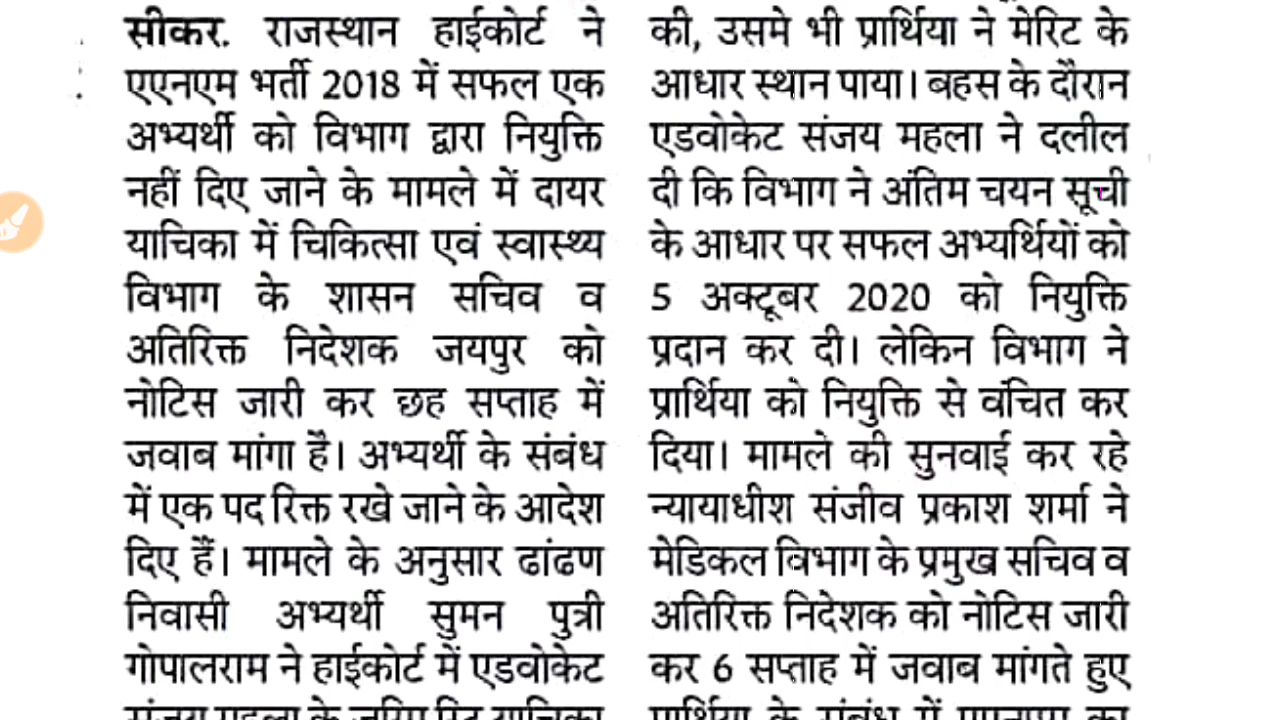 सीकर. राजस्थान हाईकोर्ट ने
एएनएम भर्ती 2018 में सफल एक
अभ्यर्थी को विभाग द्वारा नियुक्ति
नहीं दिए जाने के मामले में दायर
याचिका में चिकित्सा एवं स्वास्थ्य
विभाग के शासन सचिव व
अतिरिक्त निदेशक जयपुर को
नोटिस जारी कर छह सप्ताह में
जवाब मांगा है। अभ्यर्थी के संबंध
में एक पद रिक्त रखे जाने के आदेश
दिए हैं। मामले के अनुसार ढांढण
निवासी अभ्यर्थी सुमन पुत्री
गोपालराम ने हाईकोर्ट में एडवोकेट
की, उसमे भी प्रार्थिया ने मेरिट के
आधार स्थान पाया। बहस के दौरान
एडवोकेट संजय महला ने दलील
दी कि विभाग ने अंतिम चयन सूची
के आधार पर सफल अभ्यर्थियों को
5 अक्टूबर 2020 को नियुक्ति
प्रदान कर दी। लेकिन विभाग ने
प्रार्थिया को नियुक्ति से वंचित कर
दिया। मामले की सुनवाई कर रहे
न्यायाधीश संजीव प्रकाश शर्मा ने
मेडिकल विभाग के प्रमुख सचिव व
अतिरिक्त निदेशक को नोटिस जारी
कर 6 सप्ताह में जवाब मांगते हुए